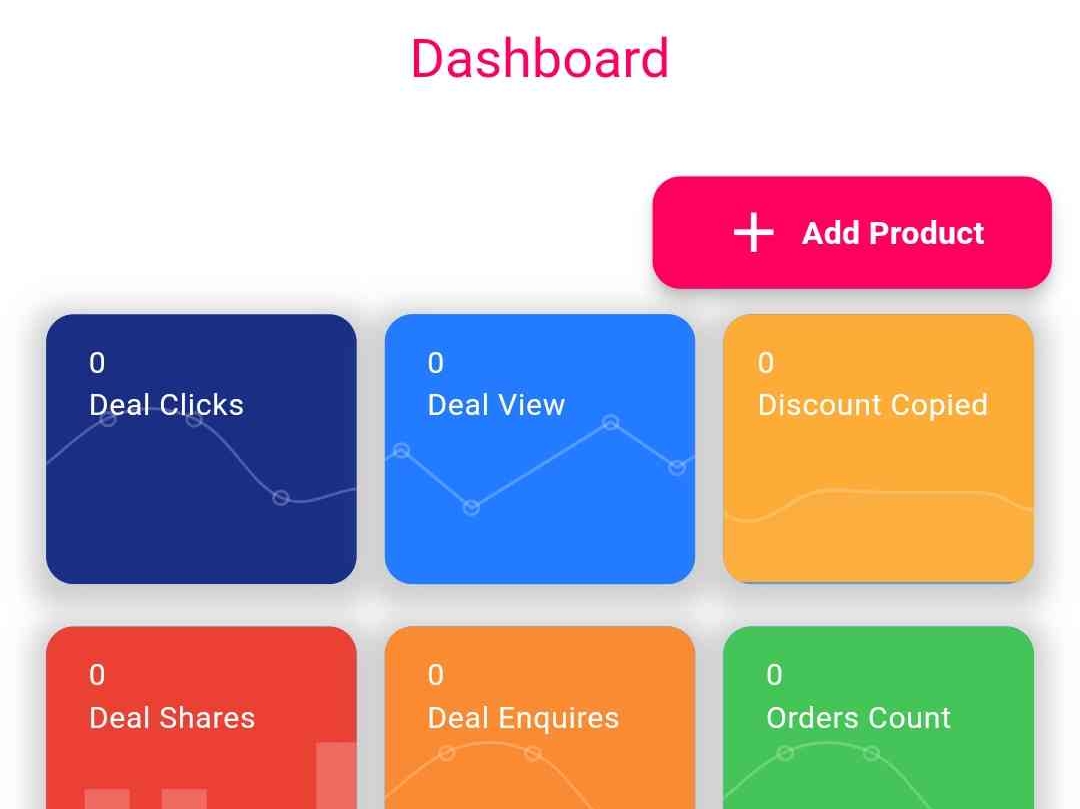 Dashboard
Add Product
0
Deal Clicks
0
Deal View
0
Discount Copied
0
Deal Shares
0
Deal Enquires
0
Orders Count